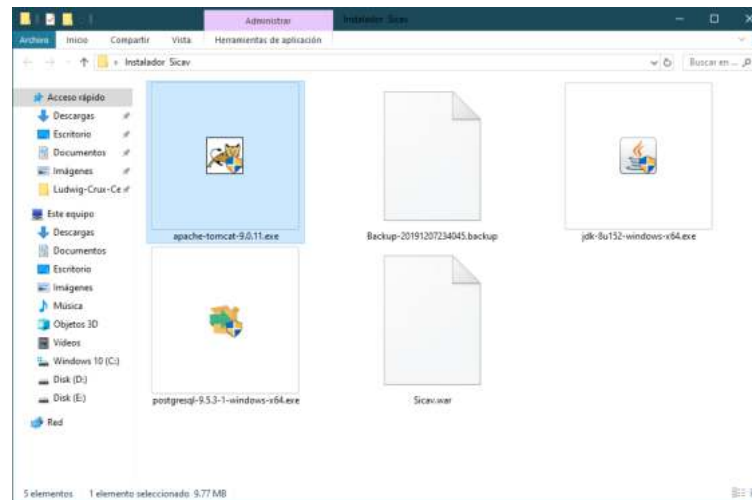 Administrar
Instalador Sicav
Archivo Inicio Compartir Vista Herramientas de aplicación
Instalador Sicav
Buscar en ...
Acceso rápido
Descargas
Escritorio
Documentos
Imágenes
Ludwig-Crux-Ce
Este equipo
Descargas
Documentos
Escritorio
Imágenes
Música
Objetos 3D
Vídeos
Windows 10 (C:)
Disk (D:)
Disk (E:)
Red
apache-tomcat-9.0.11.exe
Backup-20191207234045.backup
jdk-8u152-windows-x64.exe
postgresql-9.5.3-1-windows-x64.exe
Sicav.war
5 elementos 1 elemento seleccionado 9.77 MB